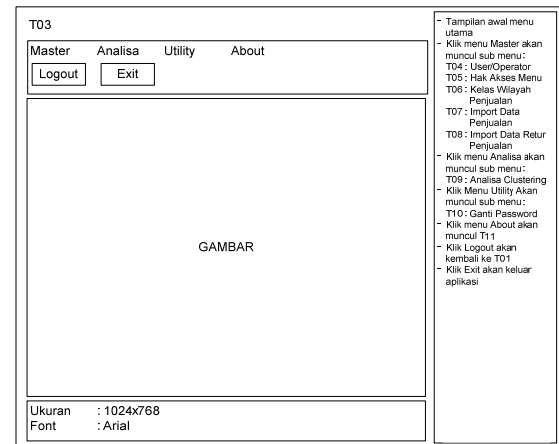 T03
Master Analisa Utility About
Logout Exit
GAMBAR
Ukuran : 1024x768
Font : Arial
- Tampilan awal menu
utama
- Klik menu Master akan
muncul sub menu:
T04 : User/Operator
T05 : Hak Akses Menu
T06 : Kelas Wilayah
Penjualan
T07 : Import Data
Penjualan
T08 : Import Data Retur
Penjualan
- Klik menu Analisa akan
muncul sub menu:
T09 : Analisa Clustering
- Klik Menu Utility Akan
muncul sub menu:
T10 : Ganti Password
- Klik menu About akan
muncul T11
- Klik Logout akan
kembali ke T01
- Klik Exit akan keluar
aplikasi